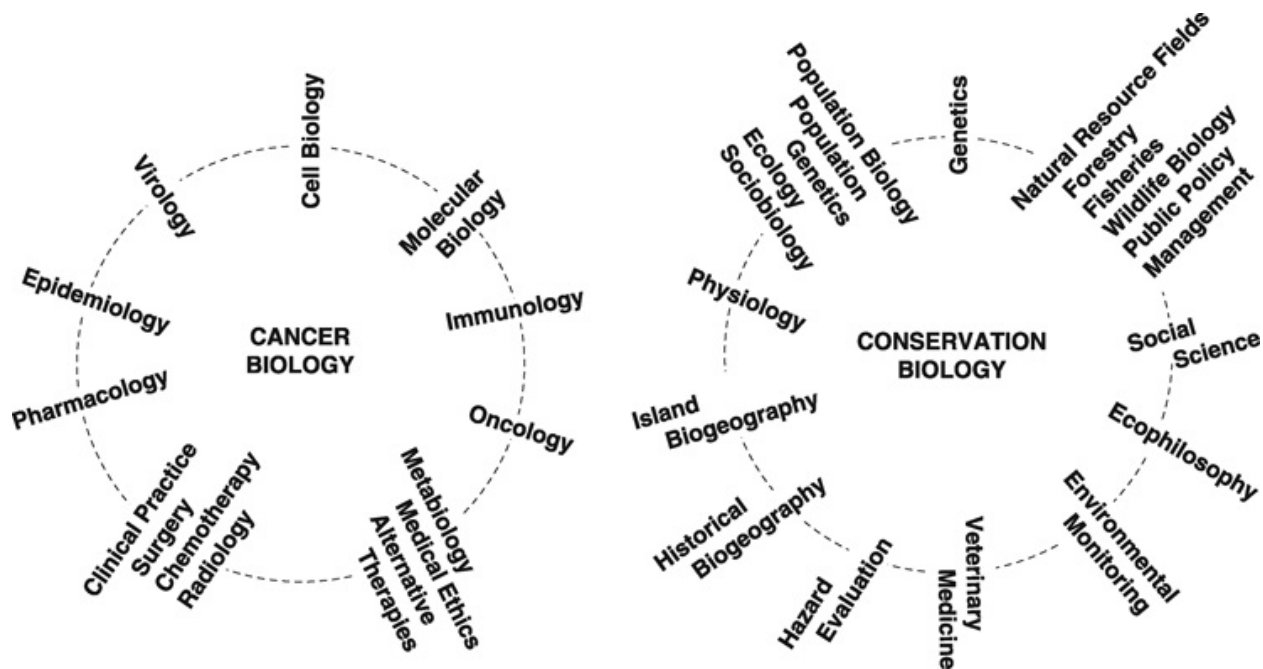 Cell Biology
Virology
Molecular
Biology
Epidemiology
Immunology
CANCER
BIOLOGY
Pharmacology
Oncology
Clinical Practice
Surgery
Chemotherapy
Radiology
Metabiology
Medical Ethics
Alternative
Therapies
Genetics
Population Biology
Population
Genetics
Ecology
Sociobiology
Natural Resource Fields
Forestry
Fisheries
Wildlife Biology
Public Policy
Management
Physiology
Social
Science
CONSERVATION
BIOLOGY
Island
Biogeography
Ecophilosophy
Historical
Biogeography
Environmental
Monitoring
Hazard
Evaluation
Veterinary
Medicine